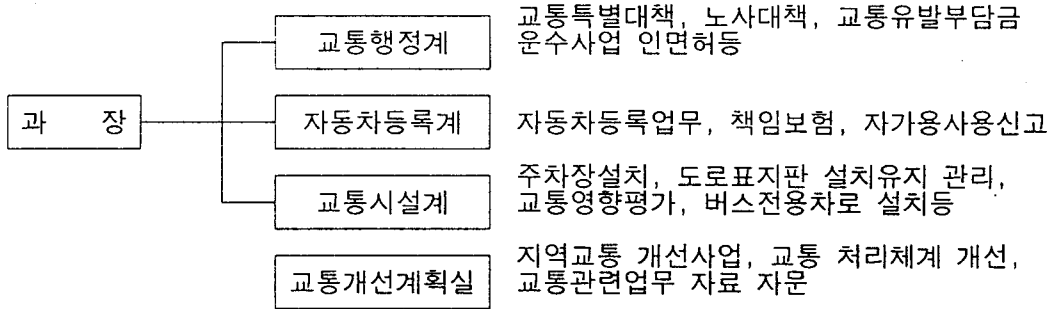 교통행정계
교통특별대책, 노사대책, 교통유발부담금
운수사업 인면허등
과 장
자동차등록계
자동차등록업무, 책임보험, 자가용사용신고
교통시설계
주차장설치, 도로표지판 설치유지 관리,
교통영향평가, 버스전용차로 설치등
교통개선계획실
지역교통 개선사업, 교통 처리체계 개선,
교통관련업무 자료 자문